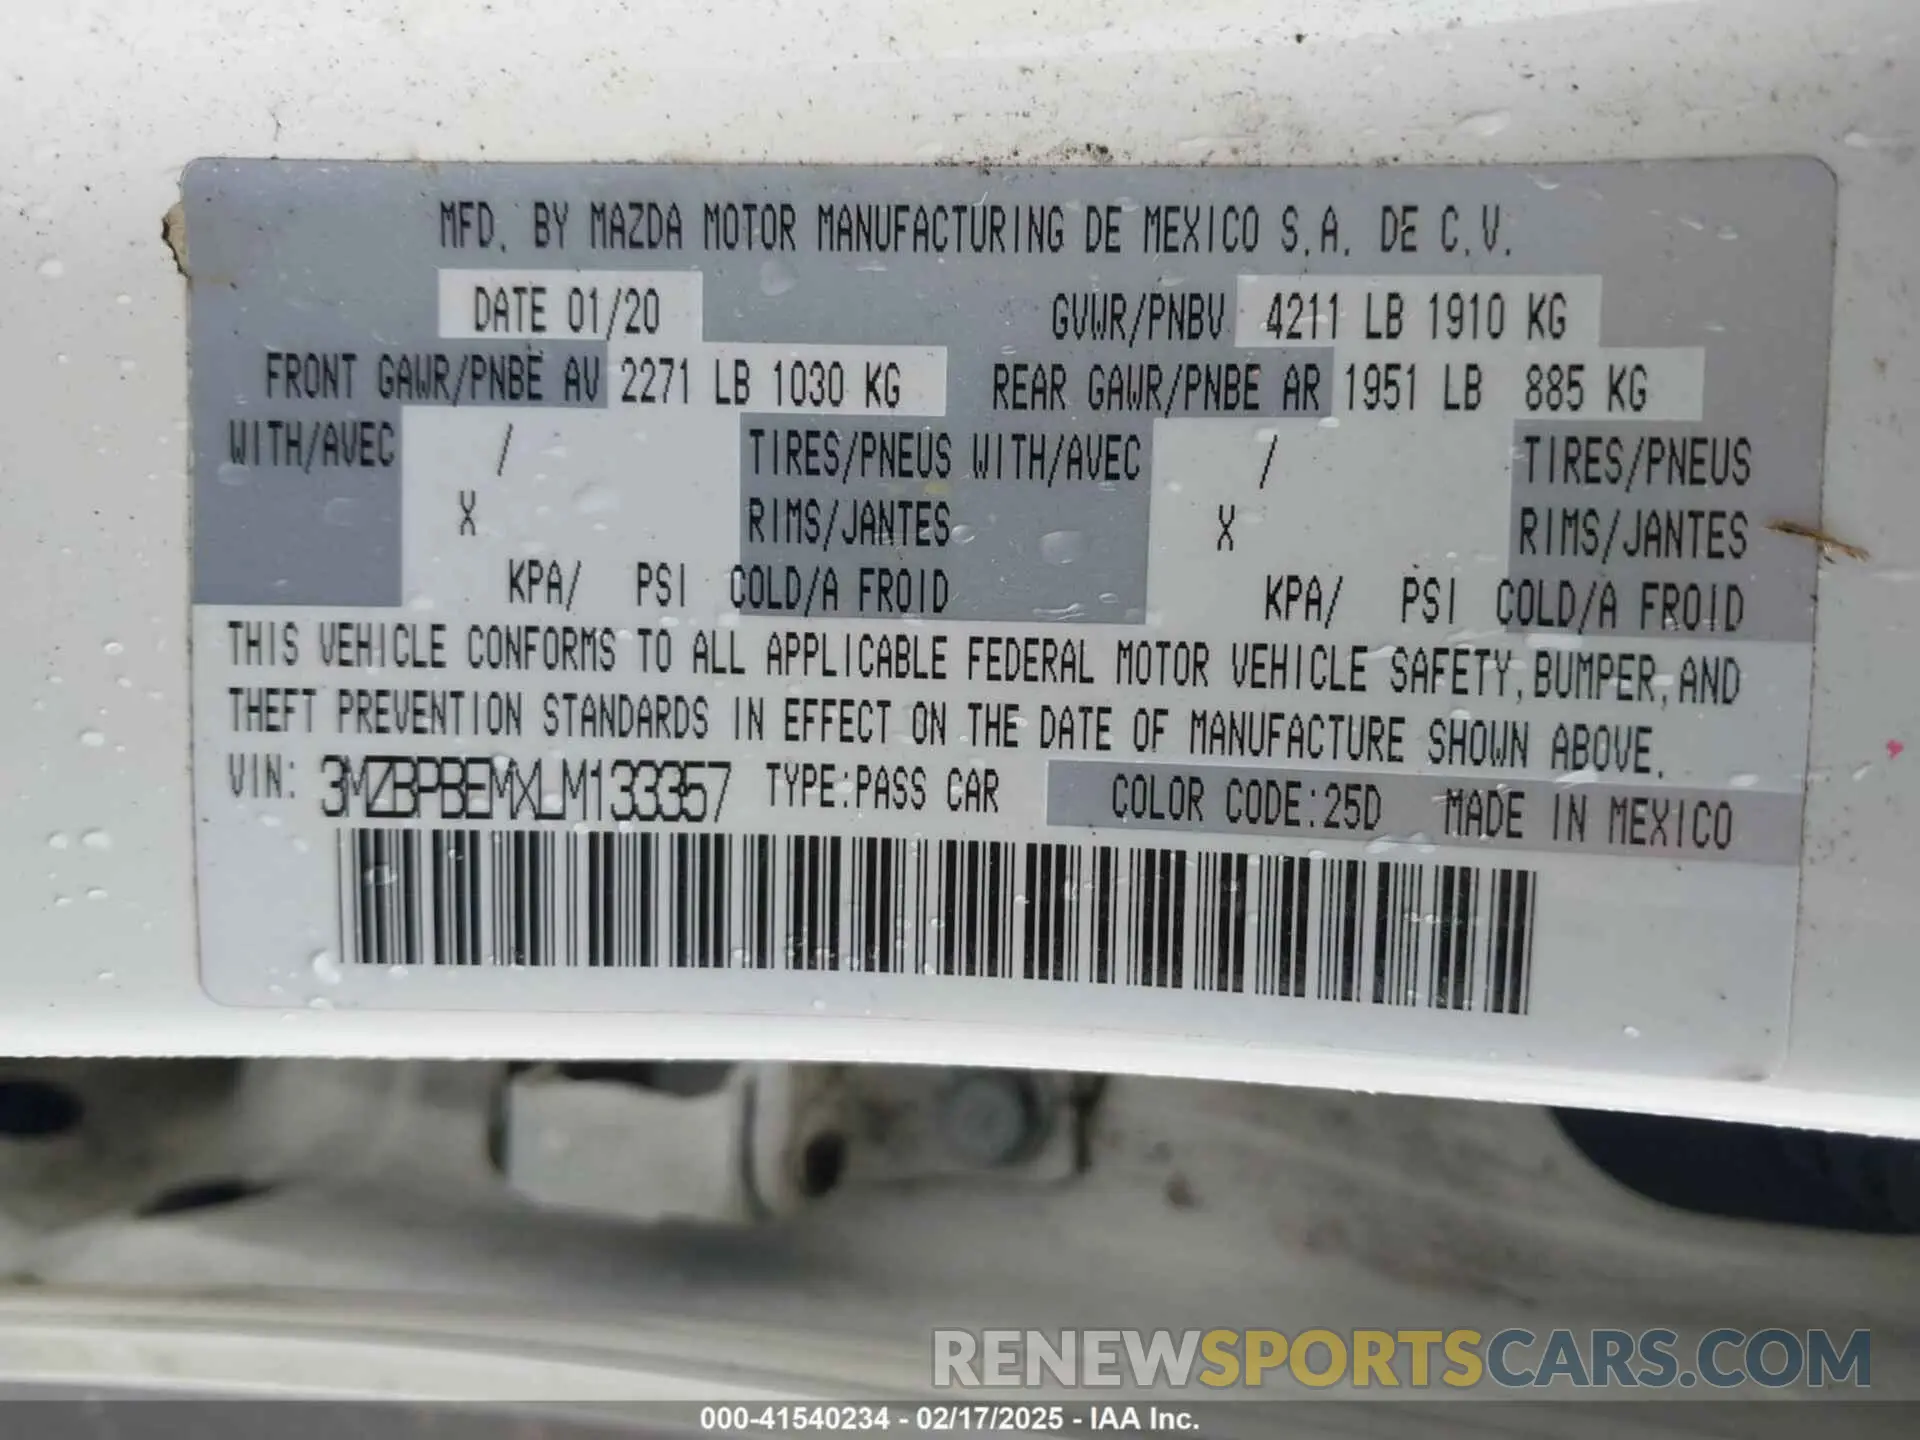 MFD. BY MAZDA MOTOR MANUFACTURING DE MEXICO S.A. DE C.V.
DATE 01/20 GVWR/PNBV 4211 LB 1910 KG
FRONT GAWR/PNBE AV 2271 LB 1030 KG REAR GAWR/PNBE AR 1951 LB 885 KG
WITH/AVEC / TIRES/PNEUS WITH/AVEC / TIRES/PNEUS
X RIMS/JANTES X RIMS/JANTES
KPA/ PSI COLD/A FROID KPA/ PSI COLD/A FROID
THIS VEHICLE CONFORMS TO ALL APPLICABLE FEDERAL MOTOR VEHICLE SAFETY, BUMPER, AND
THEFT PREVENTION STANDARDS IN EFFECT ON THE DATE OF MANUFACTURE SHOWN ABOVE.
VIN: 3MZBPBEMXLM133357 TYPE:PASS CAR COLOR CODE:25D MADE IN MEXICO
RENEWSPORTSCARS.COM
000-41540234 - 02/17/2025 - IAA Inc.